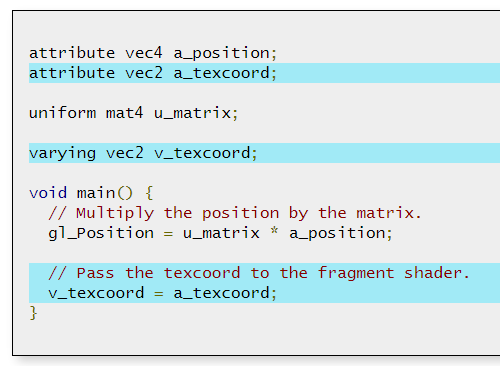 attribute vec4 a_position;
attribute vec2 a_texcoord;
uniform mat4 u_matrix;
varying vec2 v_texcoord;
void main() {
// Multiply the position by the matrix.
gl_Position = u_matrix * a_position;
// Pass the texcoord to the fragment shader.
v_texcoord = a_texcoord;
}